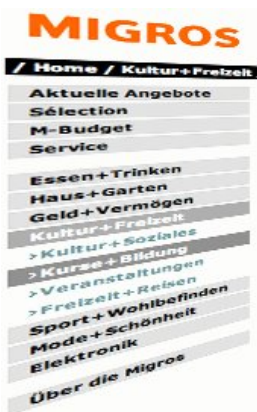 MIGROS
/ Home / Kultur+Freizeit
Aktuelle Angebote
Sélection
M-Budget
Service
Essen+Trinken
Haus+Garten
Geld+Vermögen
Kultur+Freizeit
>Kultur+Soziales
>Kurse+Bildung
>Veranstaltungen
>Freizeit+Reisen
Sport+Wohlbefinden
Mode+Schönheit
Elektronik
Über die Migros